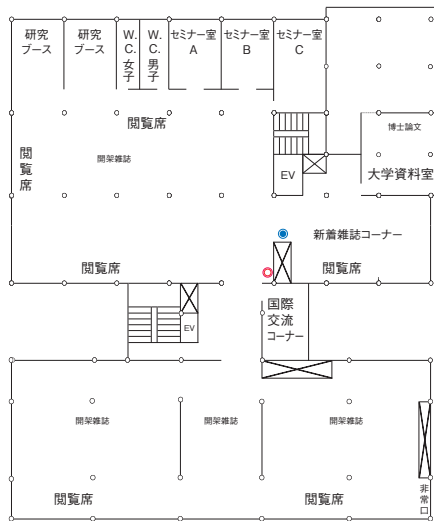 研究
ブース
研究
ブース
W.C.女子
W.C.男子
セミナー室
A
セミナー室
B
セミナー室
C
閲覧席
博士論文
閲覧席
開架雑誌
EV
大学資料室
新着雑誌コーナー
閲覧席
閲覧席
国際
交流
コーナー
EV
開架雑誌
開架雑誌
開架雑誌
閲覧席
閲覧席
非常口